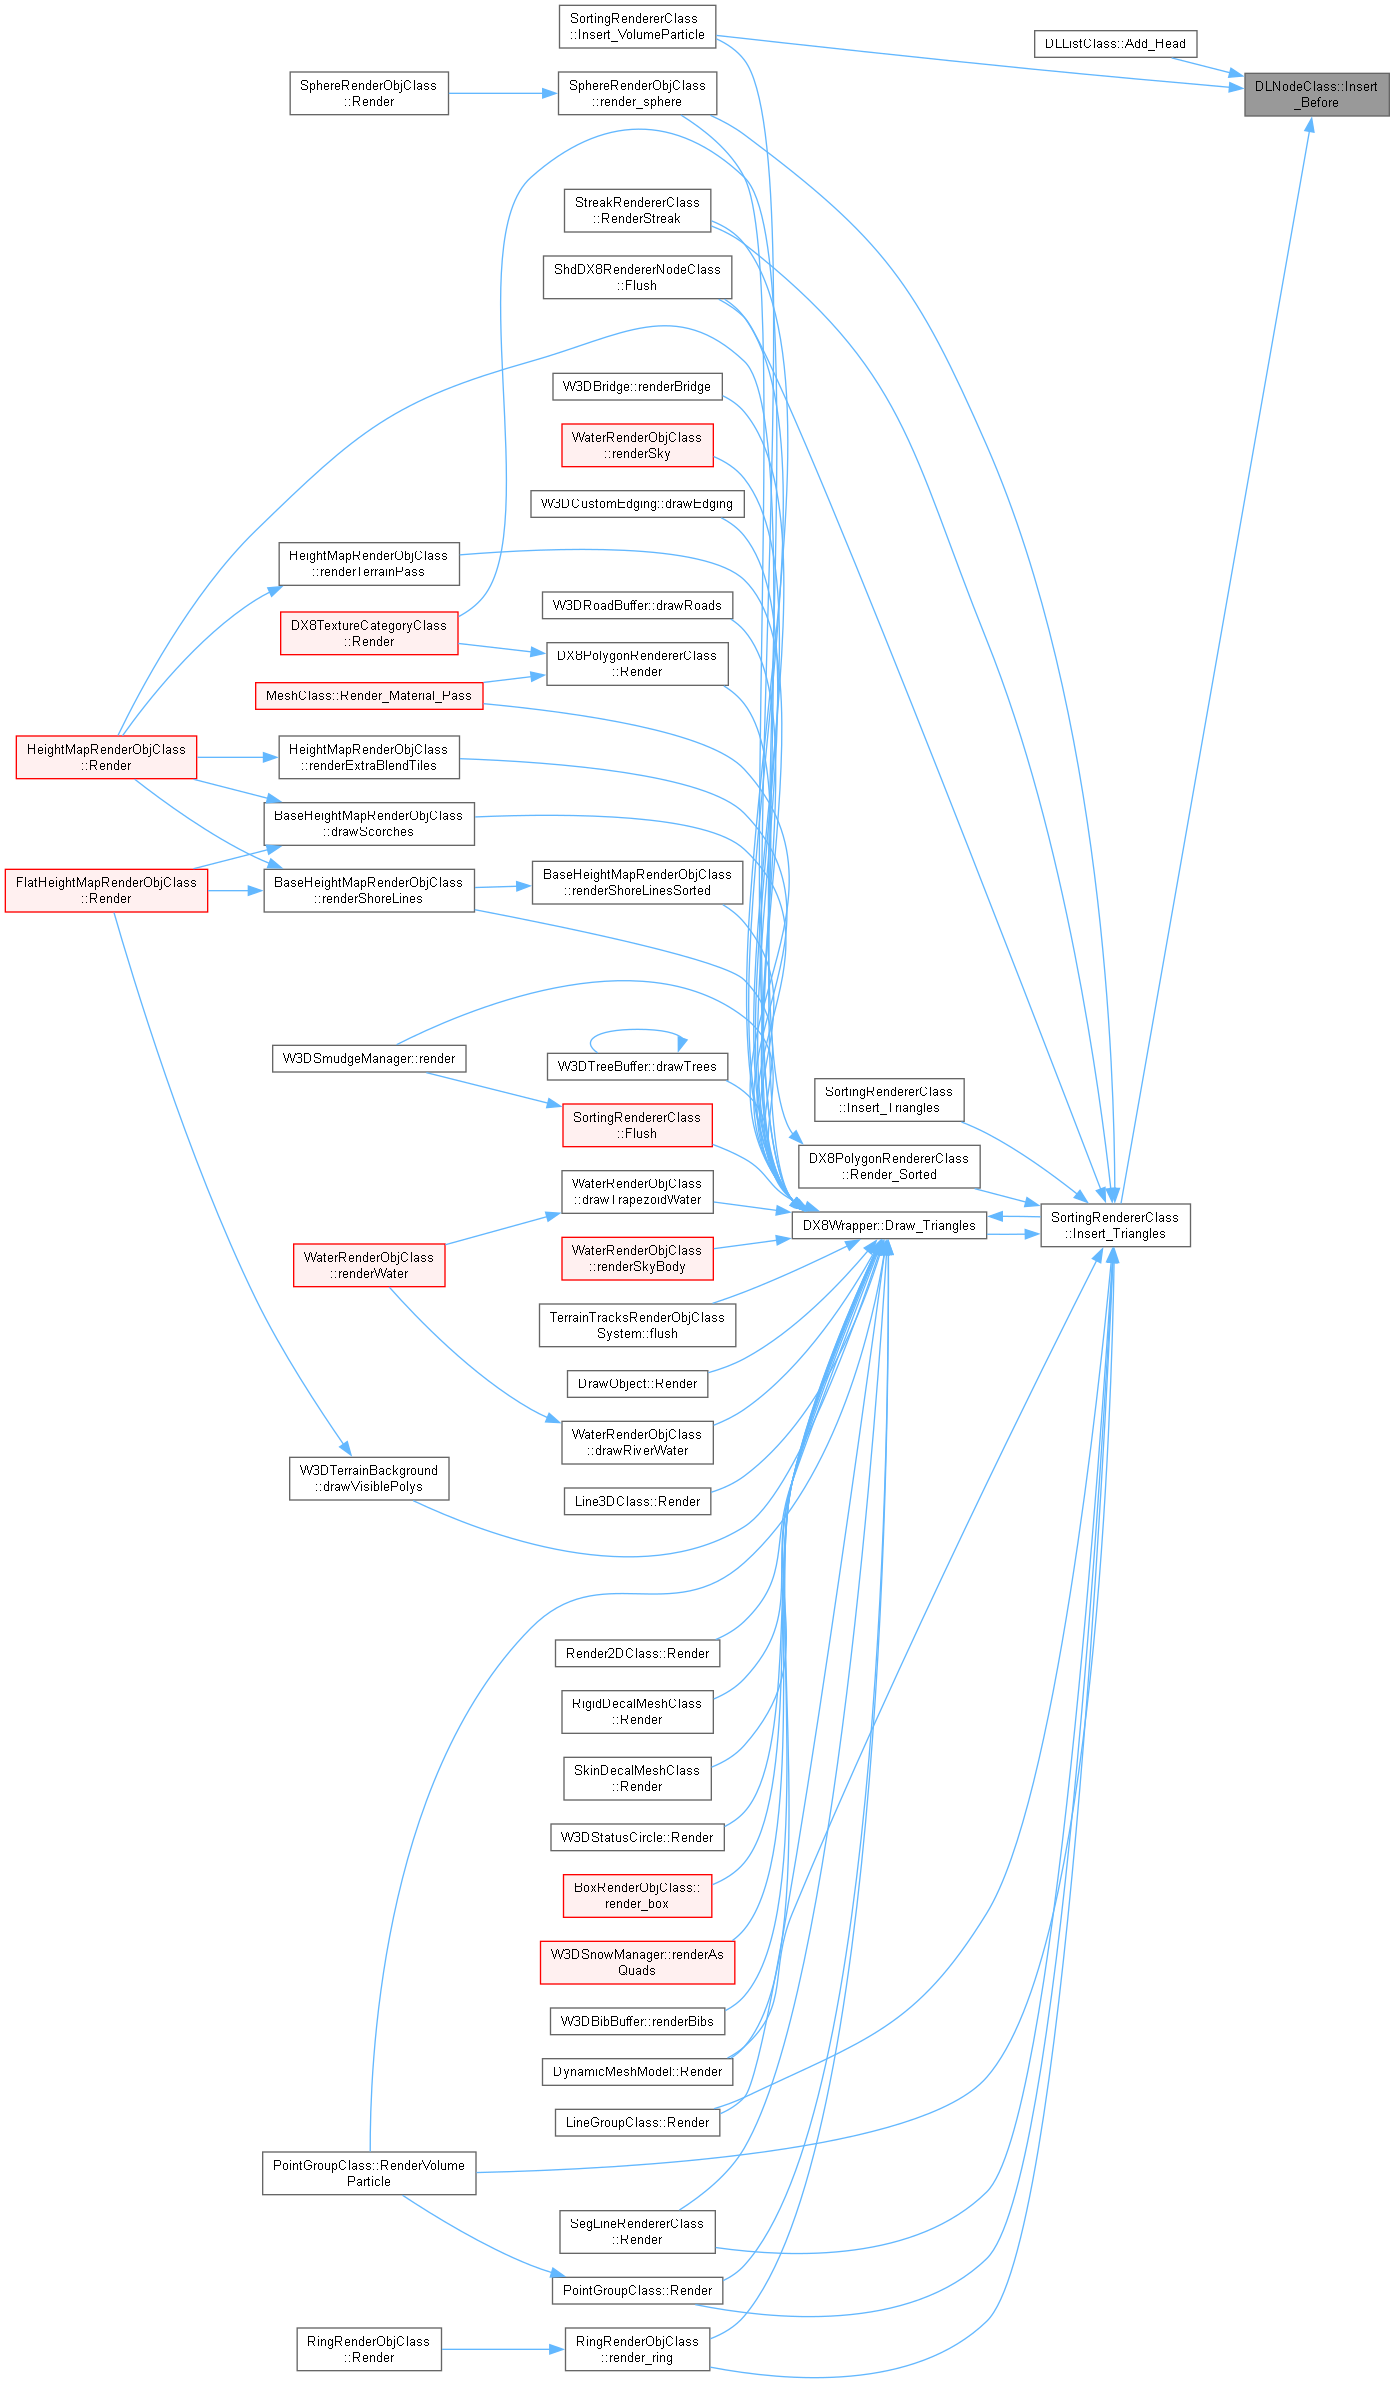 SortingRendererClass
::Insert_VolumeParticle
DLListClass::Add_Head
SphereRenderObjClass
::Render
SphereRenderObjClass
::render_sphere
DLNodeClass::Insert
_Before
StreakRendererClass
::RenderStreak
ShdDX8RendererNodeClass
::Flush
W3DBridge::renderBridge
WaterRenderObjClass
::renderSky
W3DCustomEdging::drawEdging
HeightMapRenderObjClass
::renderTerrainPass
W3DRoadBuffer::drawRoads
DX8TextureCategoryClass
::Render
DX8PolygonRendererClass
::Render
MeshClass::Render_Material_Pass
HeightMapRenderObjClass
::Render
HeightMapRenderObjClass
::renderExtraBlendTiles
BaseHeightMapRenderObjClass
::drawScorches
FlatHeightMapRenderObjClass
::Render
BaseHeightMapRenderObjClass
::renderShoreLines
BaseHeightMapRenderObjClass
::renderShoreLinesSorted
W3DSmudgeManager::render
W3DTreeBuffer::drawTrees
SortingRendererClass
::Insert_Triangles
SortingRendererClass
::Flush
DX8PolygonRendererClass
::Render_Sorted
WaterRenderObjClass
::drawTrapezoidWater
DX8Wrapper::Draw_Triangles
SortingRendererClass
::Insert_Triangles
WaterRenderObjClass
::renderWater
WaterRenderObjClass
::renderSkyBody
TerrainTracksRenderObjClass
System::flush
DrawObject::Render
WaterRenderObjClass
::drawRiverWater
W3DTerrainBackground
::drawVisiblePolys
Line3DClass::Render
Render2DClass::Render
RigidDecalMeshClass
::Render
SkinDecalMeshClass
::Render
W3DStatusCircle::Render
BoxRenderObjClass::
render_box
W3DSnowManager::renderAs
Quads
W3DBibBuffer::renderBibs
DynamicMeshModel::Render
LineGroupClass::Render
PointGroupClass::RenderVolume
Particle
SegLineRendererClass
::Render
PointGroupClass::Render
RingRenderObjClass
::Render
RingRenderObjClass
::render_ring